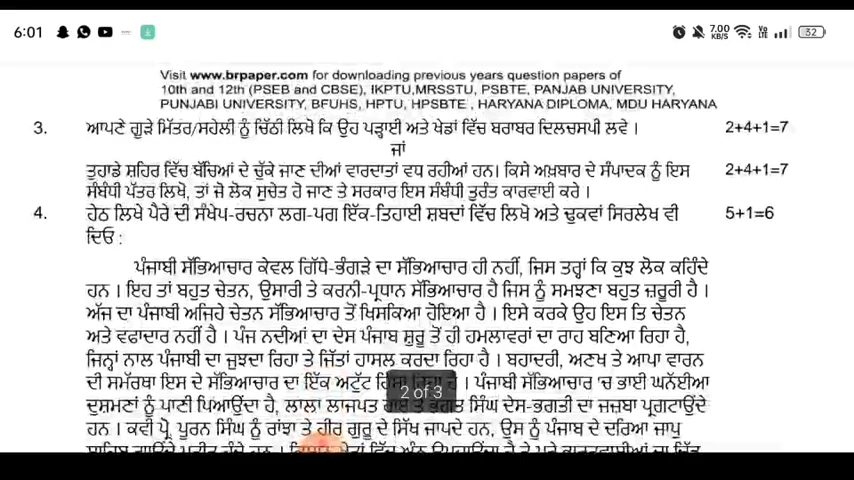 6:01
7.00 KB/S
Vo LTE
32
Visit www.brpaper.com for downloading previous years question papers of
10th and 12th (PSEB and CBSE), IKPTU,MRSSTU, PSBTE, PANJAB UNIVERSITY,
PUNJABI UNIVERSITY, BFUHS, HPTU, HPSBTE , HARYANA DIPLOMA, MDU HARYANA
3. ਆਪਣੇ ਗੂੜੇ ਮਿੱਤਰ/ਸਹੇਲੀ ਨੂੰ ਚਿੱਠੀ ਲਿਖੋ ਕਿ ਉਹ ਪੜ੍ਹਾਈ ਅਤੇ ਖੇਡਾਂ ਵਿੱਚ ਬਰਾਬਰ ਦਿਲਚਸਪੀ ਲਵੇ । 2+4+1=7
ਜਾਂ
ਤੁਹਾਡੇ ਸ਼ਹਿਰ ਵਿੱਚ ਬੱਚਿਆਂ ਦੇ ਚੁੱਕੇ ਜਾਣ ਦੀਆਂ ਵਾਰਦਾਤਾਂ ਵਧ ਰਹੀਆਂ ਹਨ। ਕਿਸੇ ਅਖ਼ਬਾਰ ਦੇ ਸੰਪਾਦਕ ਨੂੰ ਇਸ 2+4+1=7
ਸੰਬੰਧੀ ਪੱਤਰ ਲਿਖੋ, ਤਾਂ ਜੋ ਲੋਕ ਸੁਚੇਤ ਹੋ ਜਾਣ ਤੇ ਸਰਕਾਰ ਇਸ ਸੰਬੰਧੀ ਤੁਰੰਤ ਕਾਰਵਾਈ ਕਰੇ ।
4. ਹੇਠ ਲਿਖੇ ਪੈਰੇ ਦੀ ਸੰਖੇਪ-ਰਚਨਾ ਲਗ-ਪਗ ਇੱਕ-ਤਿਹਾਈ ਸ਼ਬਦਾਂ ਵਿੱਚ ਲਿਖੋ ਅਤੇ ਢੁਕਵਾਂ ਸਿਰਲੇਖ ਵੀ 5+1=6
ਦਿਓ :
ਪੰਜਾਬੀ ਸੱਭਿਆਚਾਰ ਕੇਵਲ ਗਿੱਧੇ-ਭੰਗੜੇ ਦਾ ਸੱਭਿਆਚਾਰ ਹੀ ਨਹੀਂ, ਜਿਸ ਤਰ੍ਹਾਂ ਕਿ ਕੁਝ ਲੋਕ ਕਹਿੰਦੇ
ਹਨ । ਇਹ ਤਾਂ ਬਹੁਤ ਚੇਤਨ, ਉਸਾਰੀ ਤੇ ਕਰਨੀ-ਪ੍ਰਧਾਨ ਸੱਭਿਆਚਾਰ ਹੈ ਜਿਸ ਨੂੰ ਸਮਝਣਾ ਬਹੁਤ ਜ਼ਰੂਰੀ ਹੈ ।
ਅੱਜ ਦਾ ਪੰਜਾਬੀ ਅਜਿਹੇ ਚੇਤਨ ਸੱਭਿਆਚਾਰ ਤੋਂ ਖਿਸਕਿਆ ਹੋਇਆ ਹੈ । ਇਸੇ ਕਰਕੇ ਉਹ ਇਸ ਤਿ ਚੇਤਨ
ਅਤੇ ਵਫਾਦਾਰ ਨਹੀਂ ਹੈ । ਪੰਜ ਨਦੀਆਂ ਦਾ ਦੇਸ ਪੰਜਾਬ ਸ਼ੁਰੂ ਤੋਂ ਹੀ ਹਮਲਾਵਰਾਂ ਦਾ ਰਾਹ ਬਣਿਆ ਰਿਹਾ ਹੈ,
ਜਿਨ੍ਹਾਂ ਨਾਲ ਪੰਜਾਬੀ ਦਾ ਜੂਝਦਾ ਰਿਹਾ ਤੇ ਜਿੱਤਾਂ ਹਾਸਲ ਕਰਦਾ ਰਿਹਾ ਹੈ । ਬਹਾਦਰੀ, ਅਣਖ ਤੇ ਆਪਾ ਵਾਰਨ
ਦੀ ਸਮੱਰਥਾ ਇਸ ਦੇ ਸੱਭਿਆਚਾਰ ਦਾ ਇੱਕ ਅਟੁੱਟ ਹੈ । ਪੰਜਾਬੀ ਸੱਭਿਆਚਾਰ 'ਚ ਭਾਈ ਘਨੱਈਆ
2 of 3
ਦੁਸ਼ਮਣਾਂ ਨੂੰ ਪਾਣੀ ਪਿਆਉਂਦਾ ਹੈ, ਲਾਲਾ ਲਾਜਪਤ ਭਗਤ ਸਿੰਘ ਦੇਸ-ਭਗਤੀ ਦਾ ਜਜ਼ਬਾ ਪ੍ਰਗਟਾਉਂਦੇ
ਹਨ । ਕਵੀ ਪ੍ਰੋ. ਪੂਰਨ ਸਿੰਘ ਨੂੰ ਰਾਂਝਾ ਤੇ ਹੀਰ ਗੁਰੂ ਦੇ ਸਿੱਖ ਜਾਪਦੇ ਹਨ, ਉਸ ਨੂੰ ਪੰਜਾਬ ਦੇ ਦਰਿਆ ਜਾਪੁ